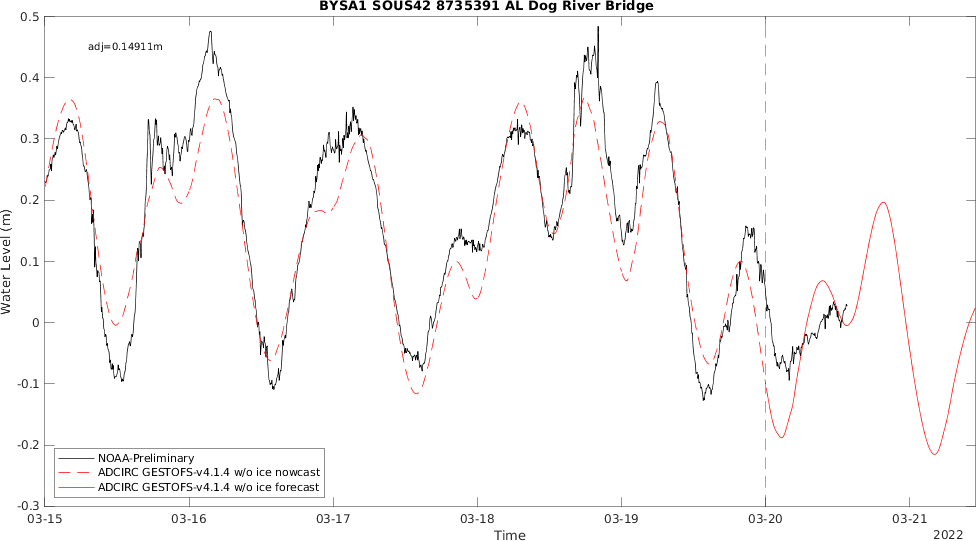 BYSA1 SOUS42 8735391 AL Dog River Bridge
adj=0.14911m
0.5
0.4
0.3
0.2
0.1
0
-0.1
-0.2
-0.3
Water Level (m)
NOAA-Preliminary
ADCIRC GESTOFS-v4.1.4 w/o ice nowcast
ADCIRC GESTOFS-v4.1.4 w/o ice forecast
03-15 03-16 03-17 03-18 03-19 03-20 03-21
Time
2022